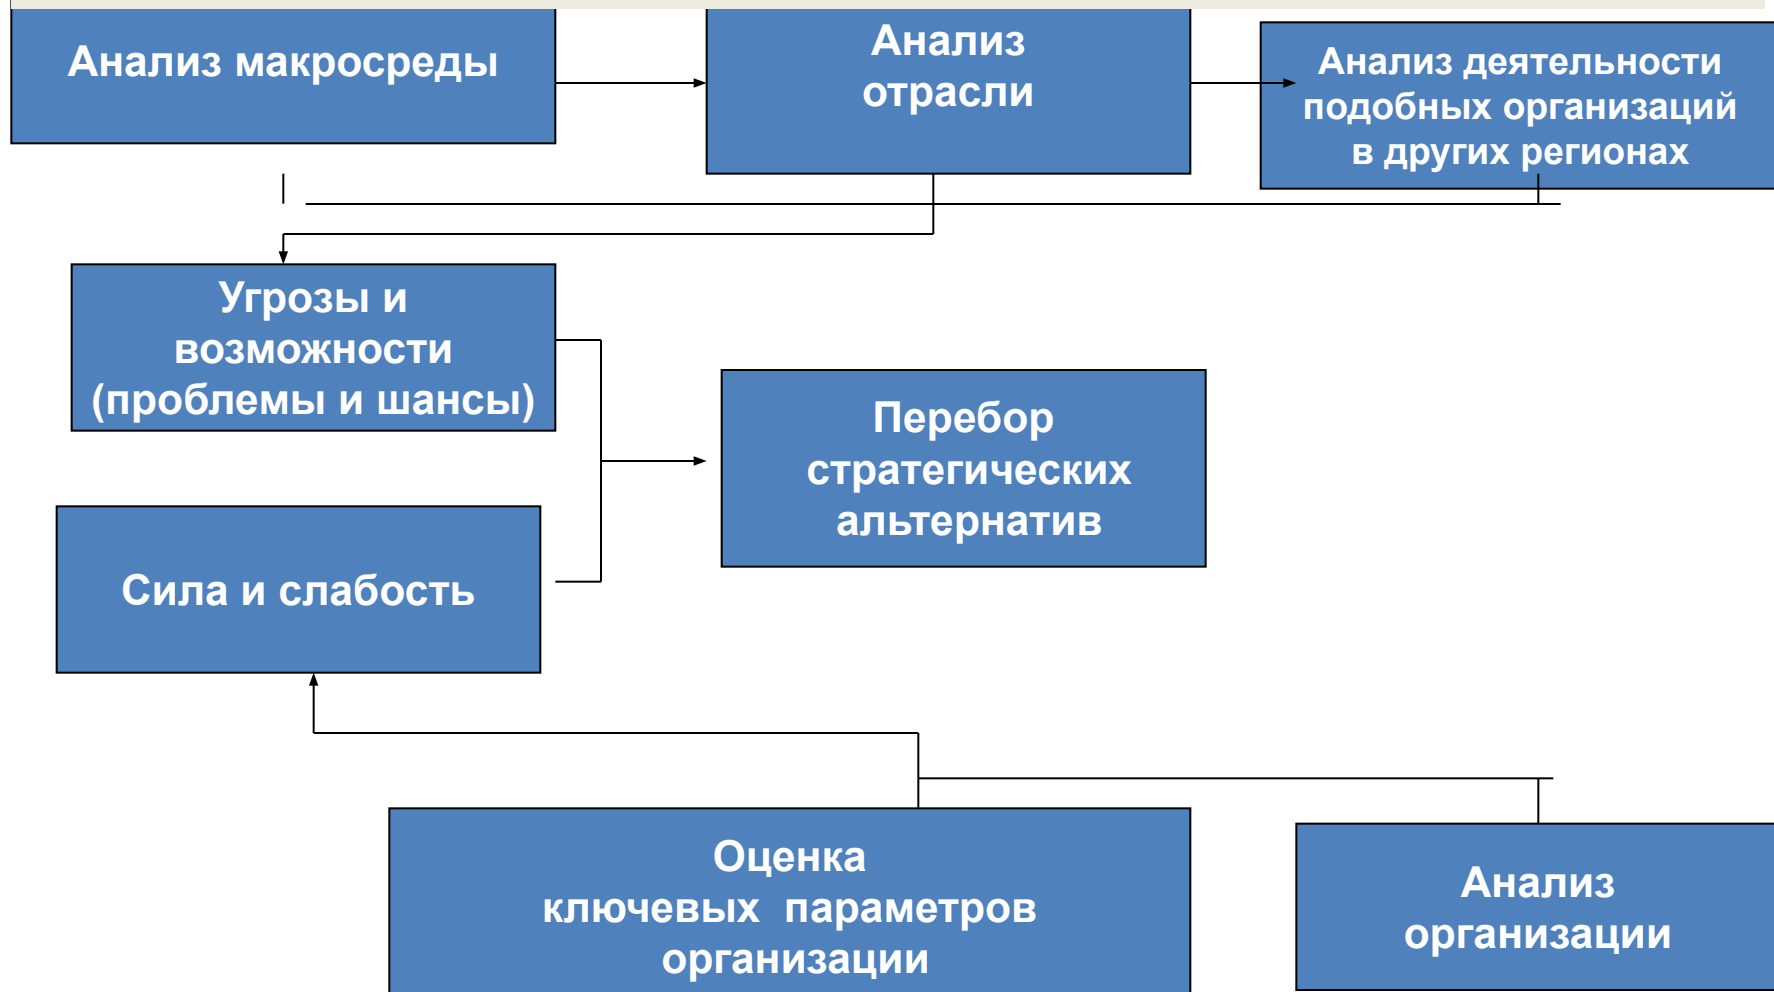 Анализ макросреды
Анализ
отрасли
Анализ деятельности
подобных организаций
в других регионах
Угрозы и
возможности
(проблемы и шансы)
Перебор
стратегических
альтернатив
Сила и слабость
Оценка
ключевых параметров
организации
Анализ
организации